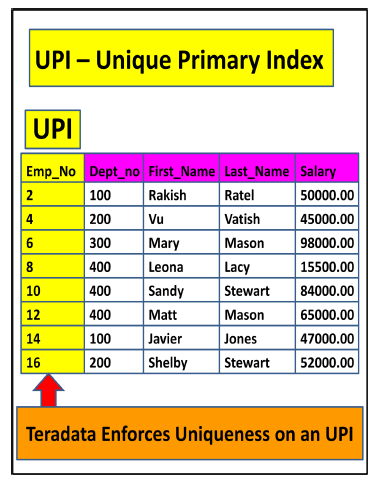 UPI – Unique Primary Index
UPI
Emp_No Dept_no First_Name Last_Name Salary
2 100 Rakish Ratel 50000.00
4 200 Vu Vatish 45000.00
6 300 Mary Mason 98000.00
8 400 Leona Lacy 15500.00
10 400 Sandy Stewart 84000.00
12 400 Matt Mason 65000.00
14 100 Javier Jones 47000.00
16 200 Shelby Stewart 52000.00
Teradata Enforces Uniqueness on an UPI